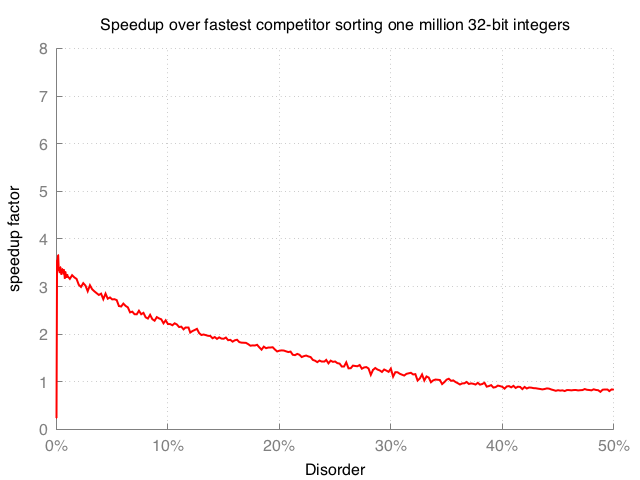 Speedup over fastest competitor sorting one million 32-bit integers
8
7
6
5
4
3
2
1
0
speedup factor
0% 10% 20% 30% 40% 50%
Disorder